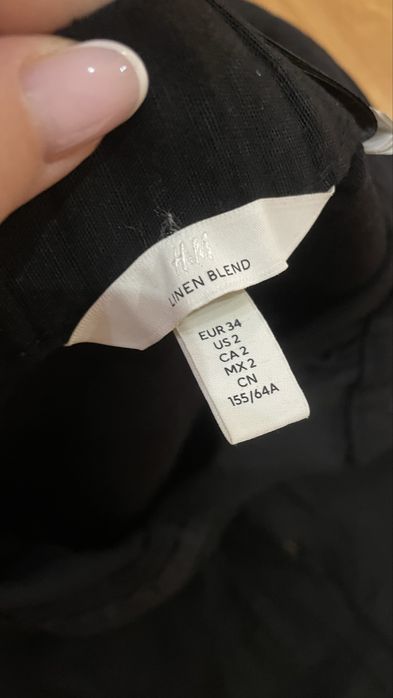 H&M
LINEN BLEND
EUR 34
US 2
CA 2
MX 2
CN
155/64A